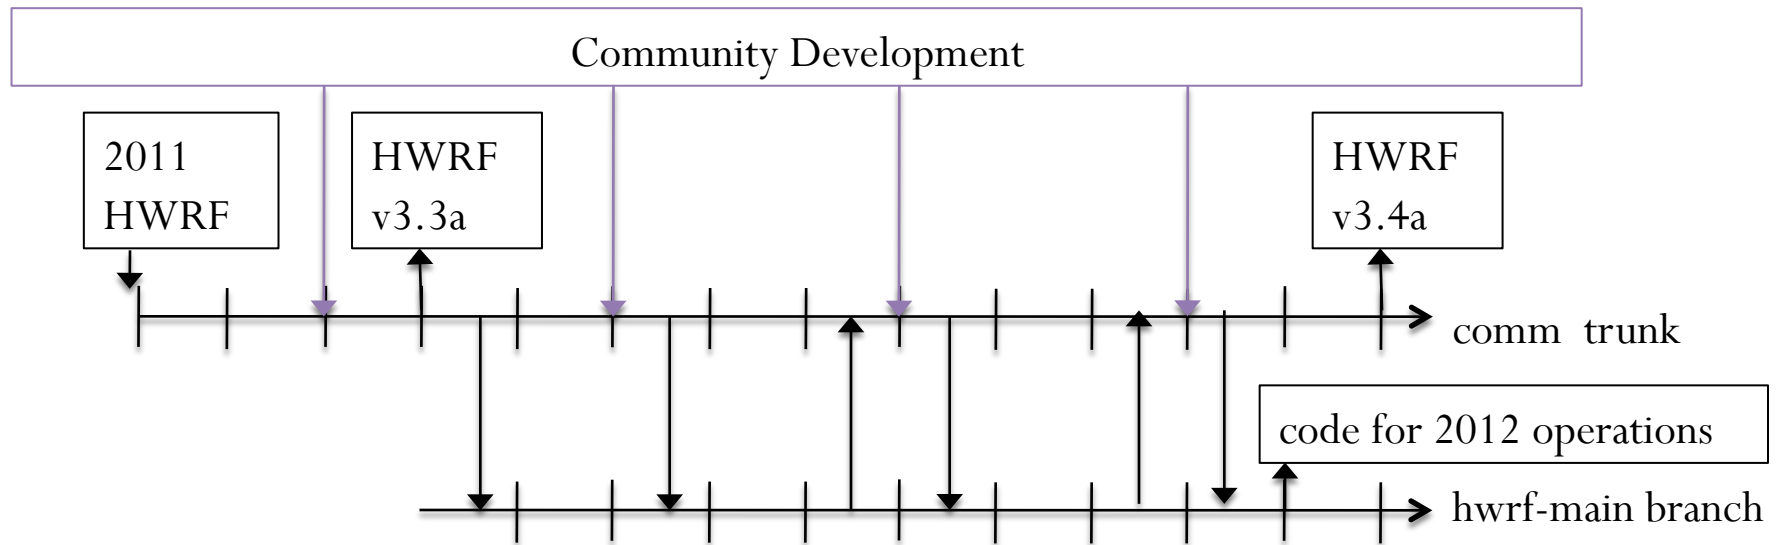 Community Development
2011
HWRF
HWRF
v3.3a
HWRF
v3.4a
comm trunk
code for 2012 operations
hwrf-main branch